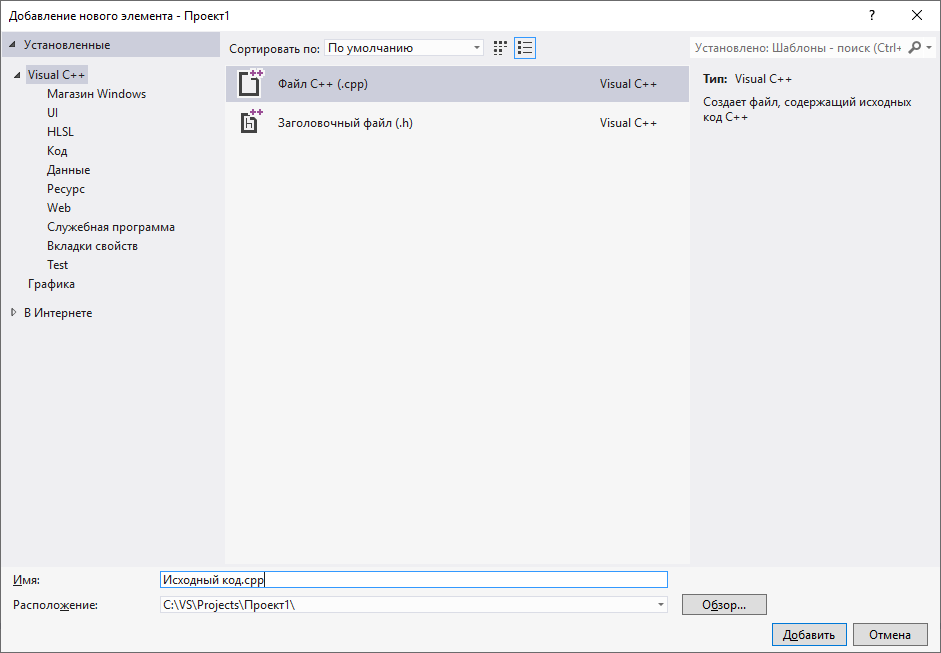 Добавление нового элемента - Проект1
?
Установленные
Visual C++
Магазин Windows
UI
HLSL
Код
Данные
Ресурс
Web
Служебная программа
Вкладки свойств
Test
Графика
В Интернете
Сортировать по: По умолчанию
Файл C++ (.cpp) Visual C++
Заголовочный файл (.h) Visual C++
Установлено: Шаблоны - поиск (Ctrl+
Тип: Visual C++
Создает файл, содержащий исходных
код C++
Имя: Исходный код.cpp
Расположение: C:\VS\Projects\Проект1\
Обзор...
Добавить Отмена